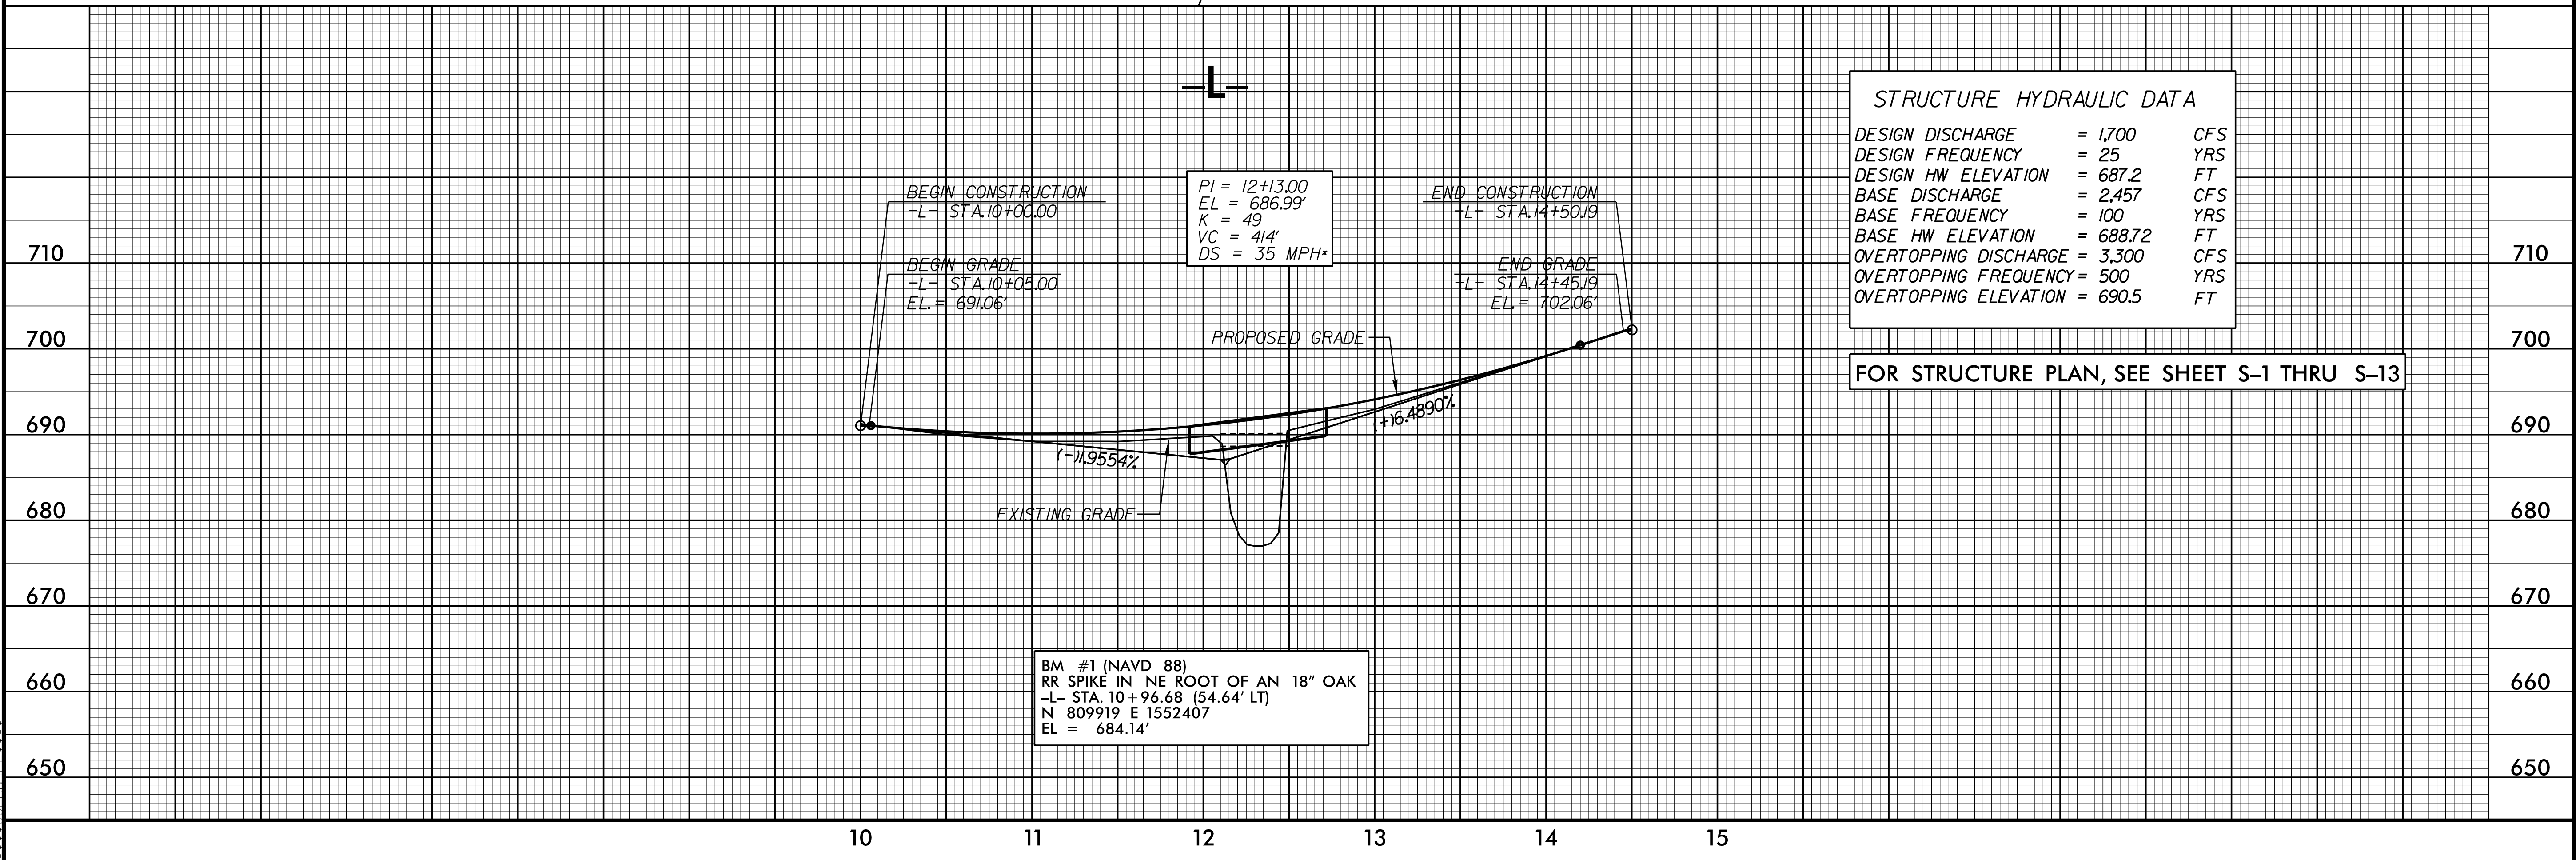 -L-
STRUCTURE HYDRAULIC DATA
DESIGN DISCHARGE = 1,700 CFS
DESIGN FREQUENCY = 25 YRS
DESIGN HW ELEVATION = 687.2 FT
BASE DISCHARGE = 2,457 CFS
BASE FREQUENCY = 100 YRS
BASE HW ELEVATION = 688.72 FT
OVERTOPPING DISCHARGE = 3,300 CFS
OVERTOPPING FREQUENCY = 500 YRS
OVERTOPPING ELEVATION = 690.5 FT
FOR STRUCTURE PLAN, SEE SHEET S-1 THRU S-13
BEGIN CONSTRUCTION
-L- STA.10+00.00
BEGIN GRADE
-L- STA.10+05.00
EL.= 691.06'
PI = 12+13.00
EL = 686.99'
K = 49
VC = 414'
DS = 35 MPH*
END CONSTRUCTION
-L- STA.14+50.19
END GRADE
-L- STA.14+45.19
EL.= 702.06'
PROPOSED GRADE
(-)1.9554%
(+)6.4890%
EXISTING GRADE
710 710
700 700
690 690
680 680
670 670
660 660
650 650
BM #1 (NAVD 88)
RR SPIKE IN NE ROOT OF AN 18" OAK
-L- STA. 10+96.68 (54.64' LT)
N 809919 E 1552407
EL = 684.14'
10 11 12 13 14 15